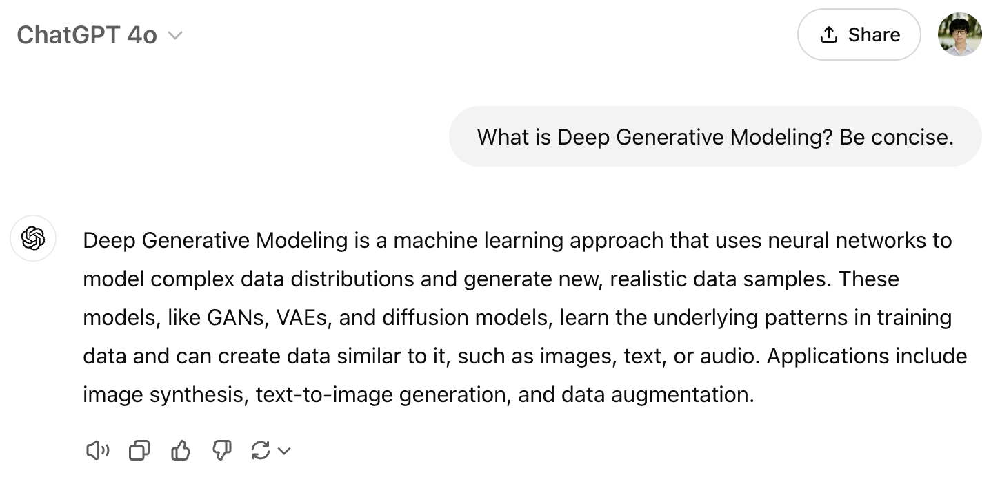 ChatGPT 4o
Share
What is Deep Generative Modeling? Be concise.
Deep Generative Modeling is a machine learning approach that uses neural networks to
model complex data distributions and generate new, realistic data samples. These
models, like GANs, VAEs, and diffusion models, learn the underlying patterns in training
data and can create data similar to it, such as images, text, or audio. Applications include
image synthesis, text-to-image generation, and data augmentation.